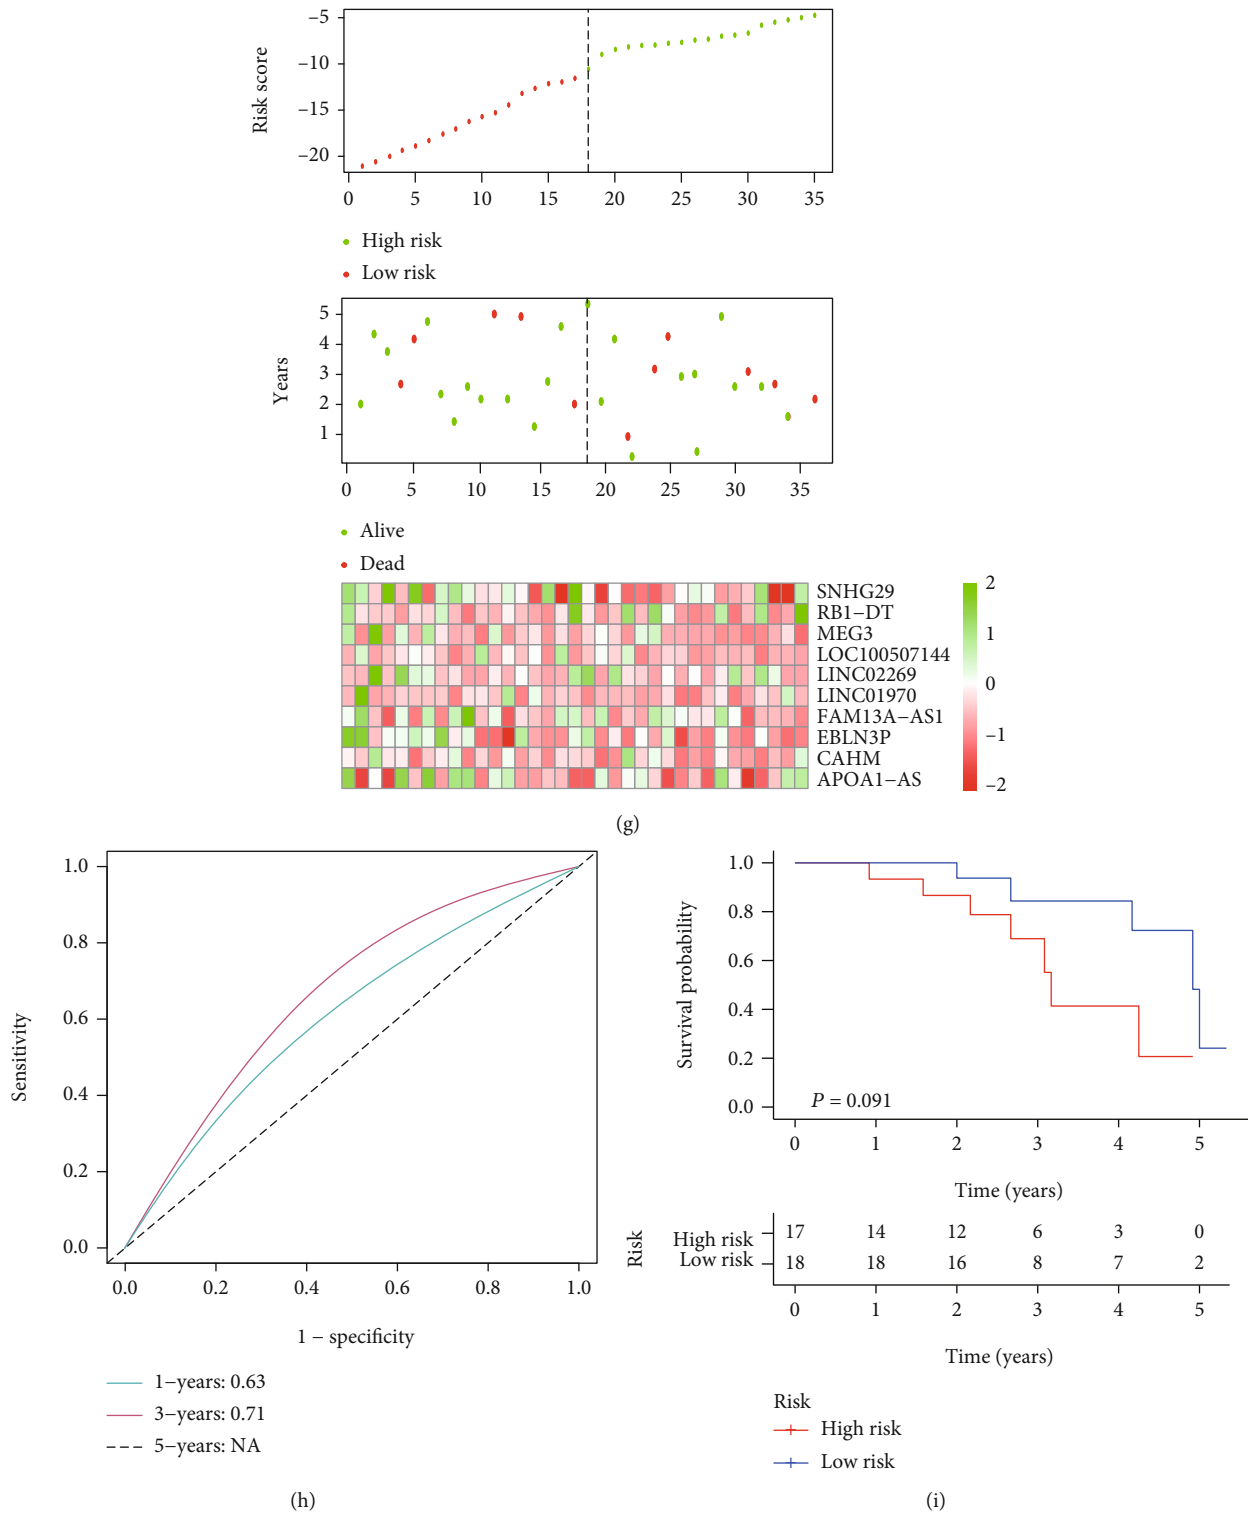 −5
−10
−15
−20
Risk score
0 5 10 15 20 25 30 35
High risk
Low risk
5
4
3
2
1
Years
0 5 10 15 20 25 30 35
Alive
Dead
SNHG29
RB1−DT
MEG3
LOC100507144
LINC02269
LINC01970
FAM13A−AS1
EBLN3P
CAHM
APOA1−AS
2
1
0
−1
−2
(g)
1.0
0.8
0.6
0.4
0.2
0.0
Sensitivity
0.0 0.2 0.4 0.6 0.8 1.0
1 − specificity
1−years: 0.63
3−years: 0.71
5−years: NA
(h)
1.0
0.8
0.6
0.4
0.2
0.0
Survival probability
P = 0.091
0 1 2 3 4 5
Time (years)
Risk
High risk 17 14 12 6 3 0
Low risk 18 18 16 8 7 2
0 1 2 3 4 5
Time (years)
Risk
High risk
Low risk
(i)